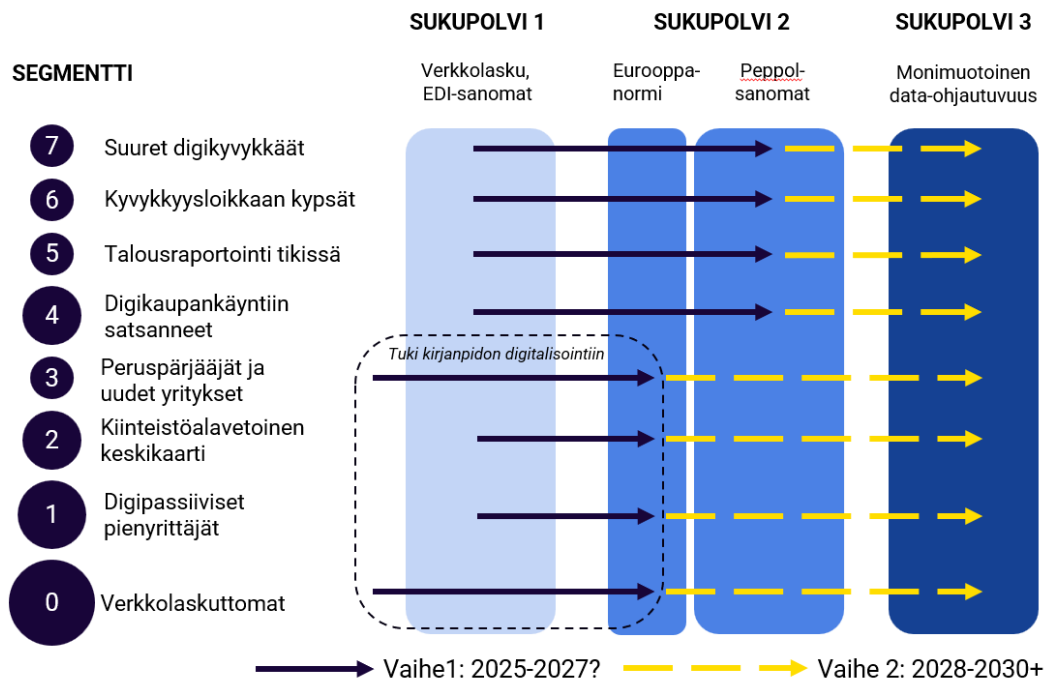 SUKUPOLVI 1
SUKUPOLVI 2
SUKUPOLVI 3
SEGMENTTI
Verkkolasku,
EDI-sanomat
Eurooppa-
normi
Peppol-
sanomat
Monimuotoinen
data-ohjautuvuus
7
Suuret digikyvykkäät
6
Kyvykkyysloikkaan kypsät
5
Talousraportointi tikissä
4
Digikaupankäyntiin
satsanneet
Tuki kirjanpidon digitalisointiin
3
Peruspärjääjät ja
uudet yritykset
2
Kiinteistöalavetoinen
keskikaarti
1
Digipassiiviset
pienyrittäjät
0
Verkkolaskuttomat
Vaihe1: 2025-2027?
Vaihe 2: 2028-2030+